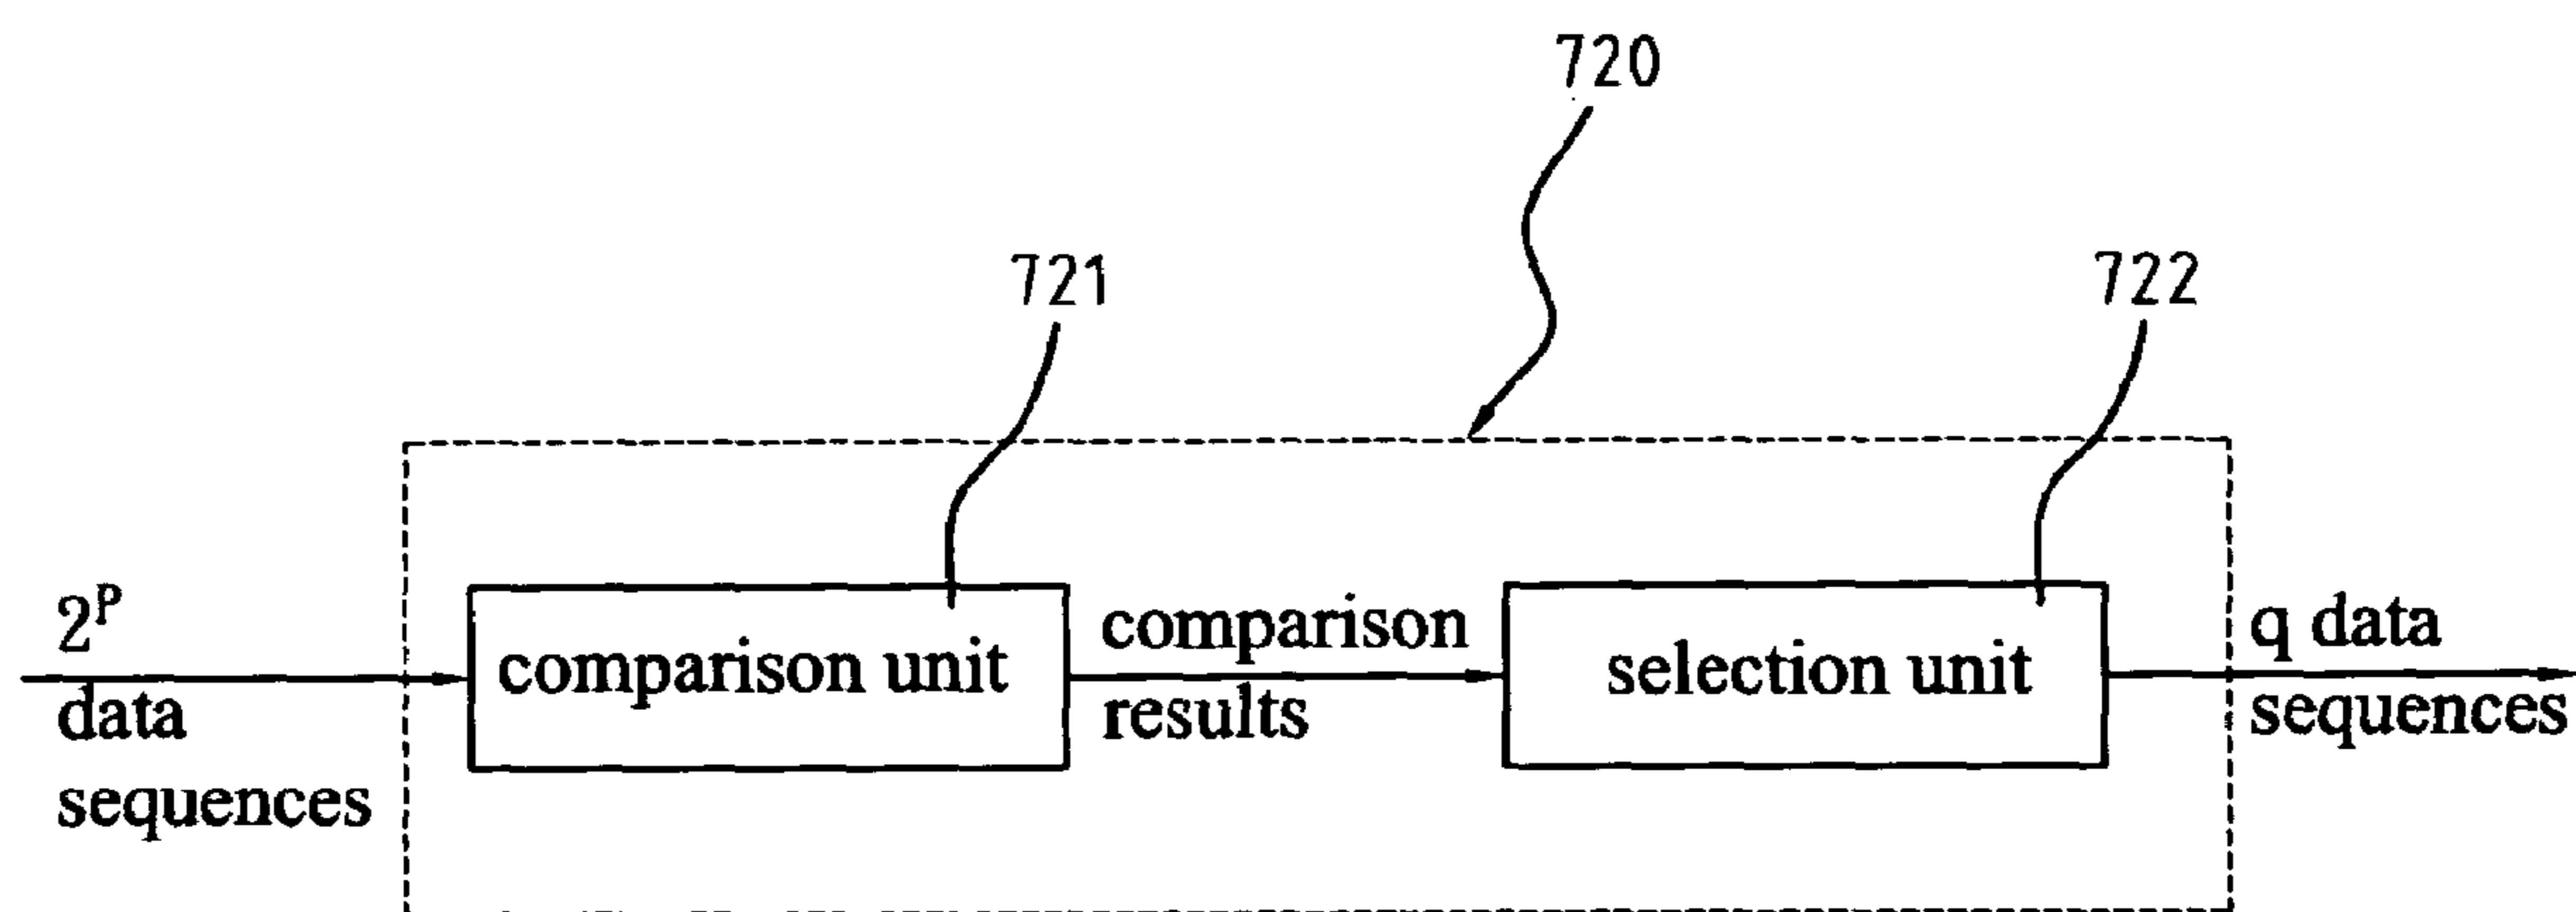 720
721
722
2^P
data
sequences
comparison unit
comparison
results
selection unit
q data
sequences